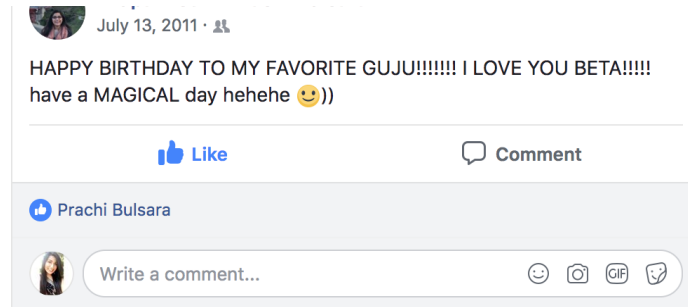 July 13, 2011 ·
HAPPY BIRTHDAY TO MY FAVORITE GUJU!!!!!!! I LOVE YOU BETA!!!!!
have a MAGICAL day hehehe 🙂))
Like
Comment
Prachi Bulsara
Write a comment...
GIF